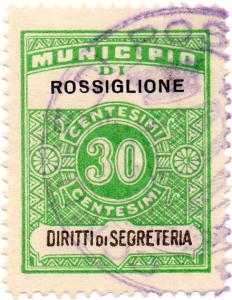 MUNICIPIO
DI
ROSSIGLIONE
CENTESIMI
30
CENTESIMI
DIRITTI DI SEGRETERIA